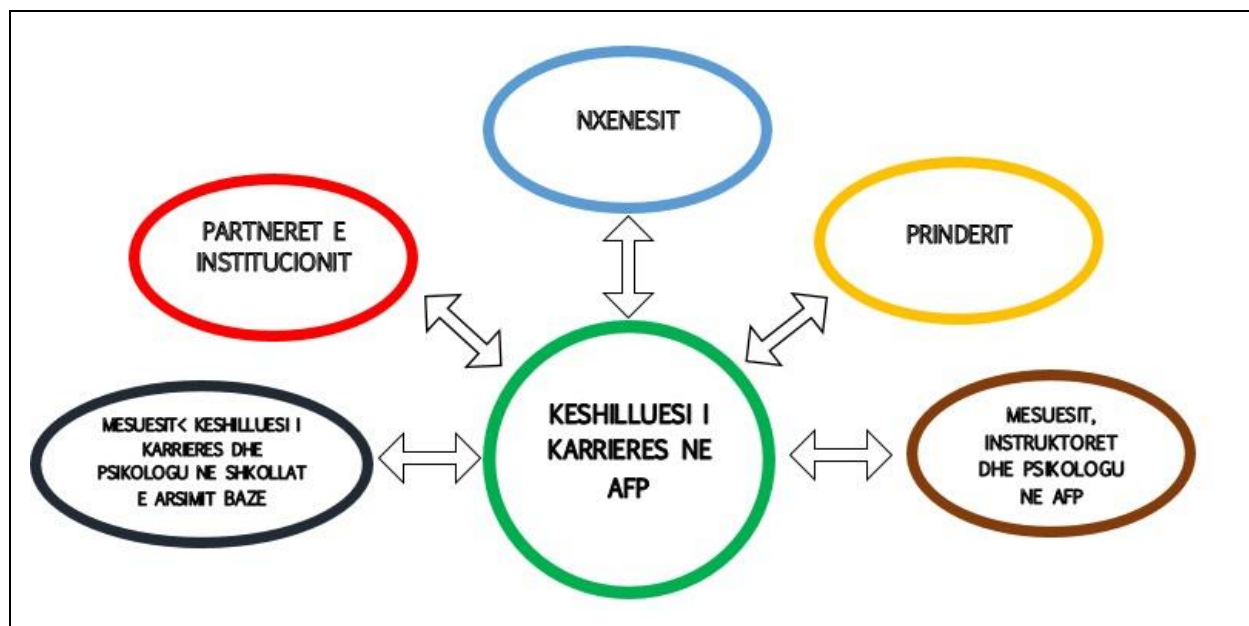 NXENESIT
PARTNERET E
INSTITUCIONIT
PRINDERIT
MESUESIT< KESHILLUESI I
KARRIERES DHE
PSIKOLOGU NE SHKOLLAT
E ARSIMIT BAZE
KESHILLUESI I
KARRIERES NE
AFP
MESUESIT,
INSTRUKTORET
DHE PSIKOLOGU
NE AFP